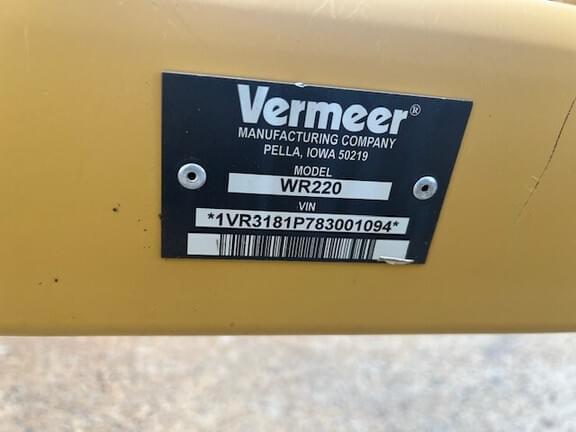 Vermeer®
MANUFACTURING COMPANY
PELLA, IOWA 50219
MODEL
WR220
VIN
*1VR3181P783001094*